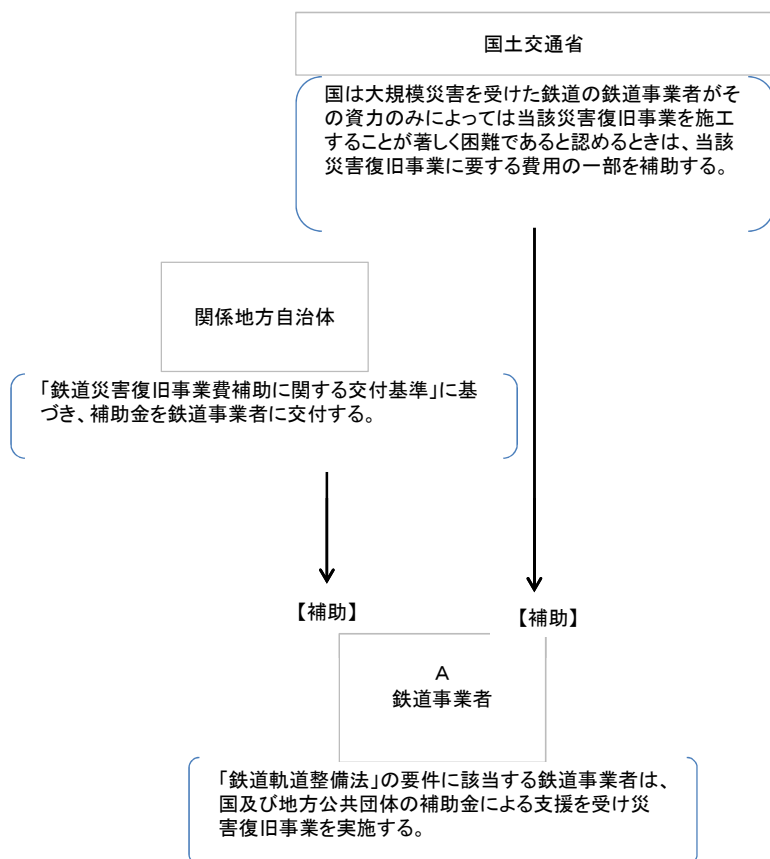 国土交通省
国は大規模災害を受けた鉄道の鉄道事業者がそ
の資力のみによっては当該災害復旧事業を施工
することが著しく困難であると認めるときは、当該
災害復旧事業に要する費用の一部を補助する。
関係地方自治体
「鉄道災害復旧事業費補助に関する交付基準」に基
づき、補助金を鉄道事業者に交付する。
【補助】
【補助】
A
鉄道事業者
「鉄道軌道整備法」の要件に該当する鉄道事業者は、
国及び地方公共団体の補助金による支援を受け災
害復旧事業を実施する。